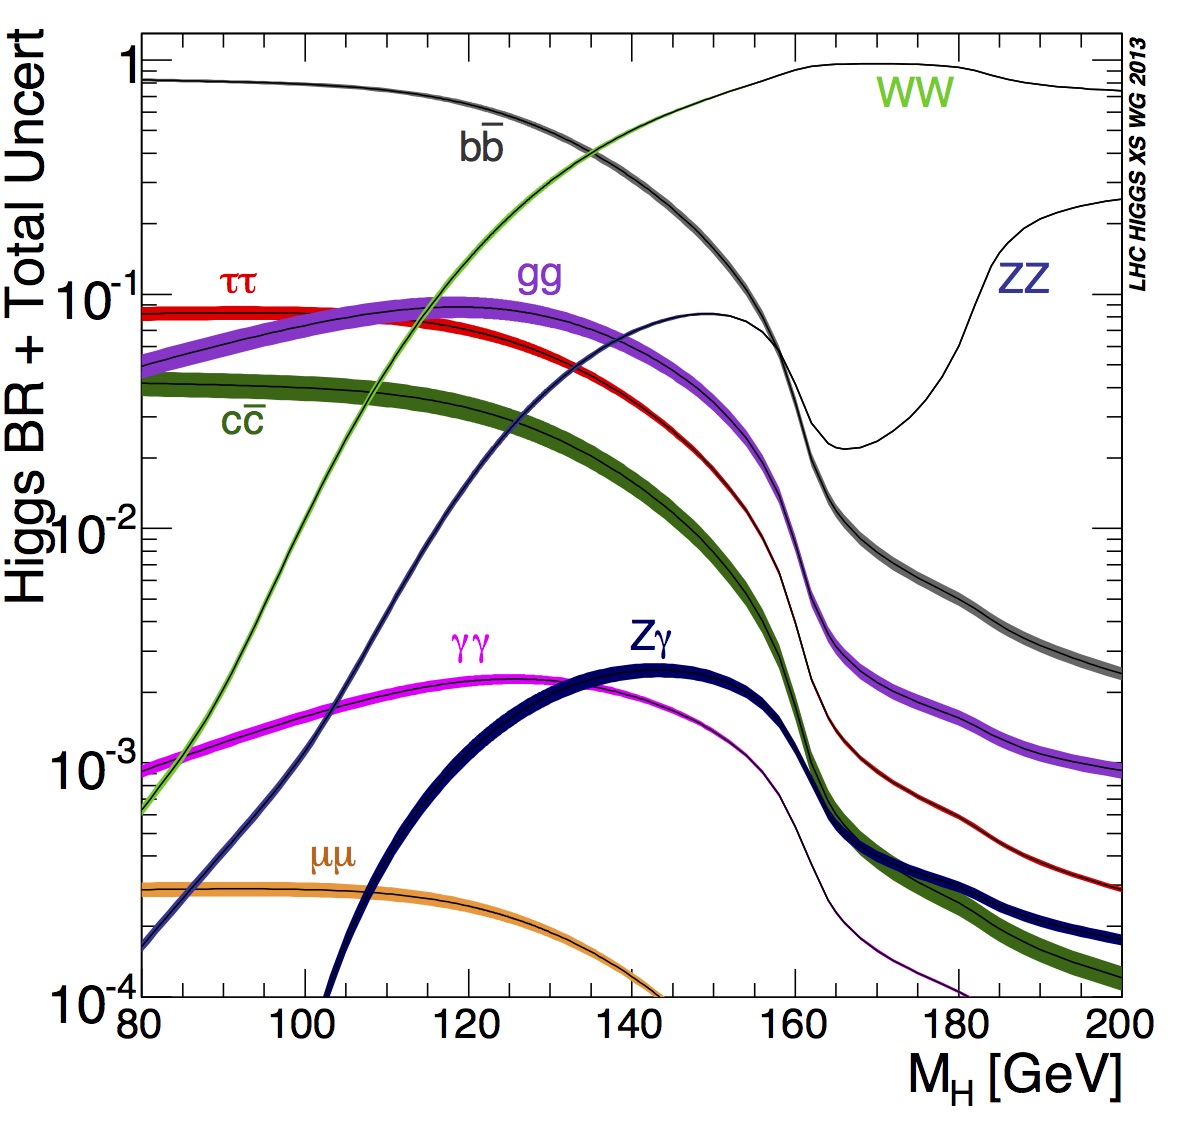 Higgs BR + Total Uncert
LHC HIGGS XS WG 2013
1
10⁻¹
10⁻²
10⁻³
10⁻⁴
WW
bb̄
ττ
gg
ZZ
cc̄
γγ
Zγ
μμ
80 100 120 140 160 180 200
M_H [GeV]